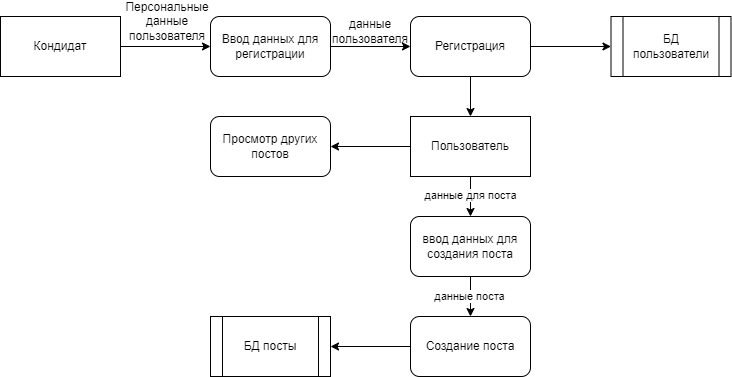 Персональные
данные
пользователя
Кондидат
Ввод данных для
регистрации
данные
пользователя
Регистрация
БД
пользователи
Просмотр других
постов
Пользователь
данные для поста
ввод данных для
создания поста
данные поста
БД посты
Создание поста